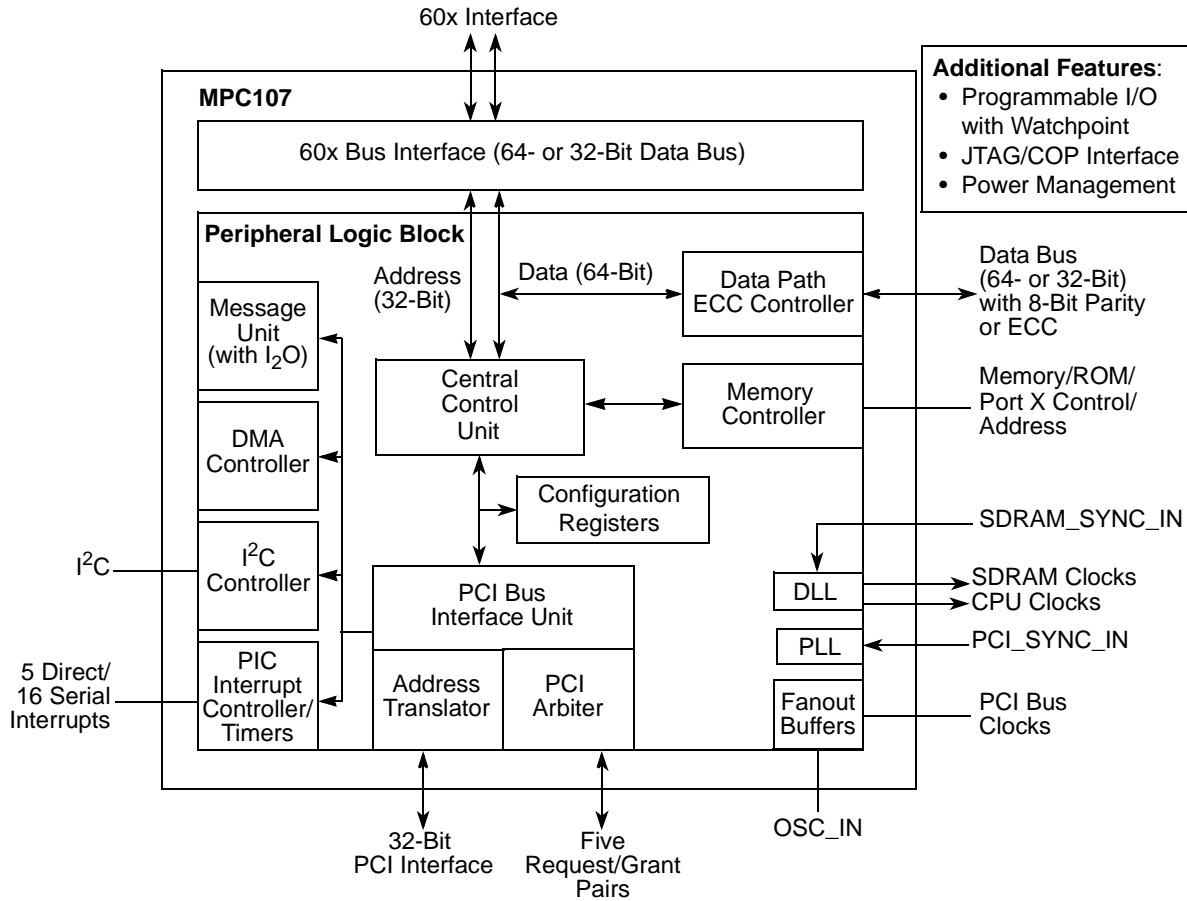 60x Interface
Additional Features:
• Programmable I/O
with Watchpoint
• JTAG/COP Interface
• Power Management
MPC107
60x Bus Interface (64- or 32-Bit Data Bus)
Peripheral Logic Block
Address
(32-Bit)
Data (64-Bit)
Data Path
ECC Controller
Data Bus
(64- or 32-Bit)
with 8-Bit Parity
or ECC
Message
Unit
(with I₂O)
Central
Control
Unit
Memory
Controller
Memory/ROM/
Port X Control/
Address
DMA
Controller
Configuration
Registers
SDRAM_SYNC_IN
I²C
I²C
Controller
PCI Bus
Interface Unit
DLL
SDRAM Clocks
CPU Clocks
PLL
PCI_SYNC_IN
5 Direct/
16 Serial
Interrupts
PIC
Interrupt
Controller/
Timers
Address
Translator
PCI
Arbiter
Fanout
Buffers
PCI Bus
Clocks
OSC_IN
32-Bit
PCI Interface
Five
Request/Grant
Pairs